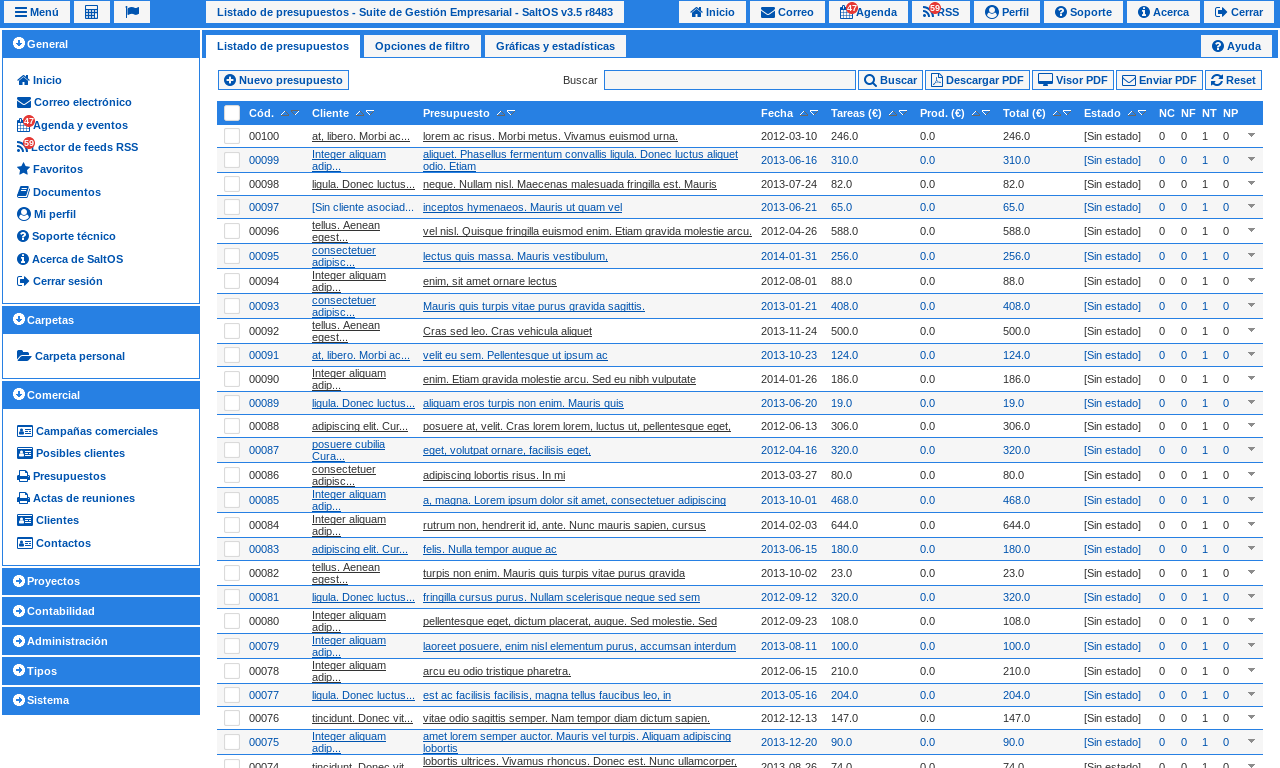 Menú
Listado de presupuestos - Suite de Gestión Empresarial - SaltOS v3.5 r8483
Inicio Correo 47 Agenda 59 RSS Perfil Soporte Acerca Cerrar
General
Inicio
Correo electrónico
47 Agenda y eventos
59 Lector de feeds RSS
Favoritos
Documentos
Mi perfil
Soporte técnico
Acerca de SaltOS
Cerrar sesión
Carpetas
Carpeta personal
Comercial
Campañas comerciales
Posibles clientes
Presupuestos
Actas de reuniones
Clientes
Contactos
Proyectos
Contabilidad
Administración
Tipos
Sistema
Listado de presupuestos Opciones de filtro Gráficas y estadísticas Ayuda
Nuevo presupuesto Buscar Buscar Descargar PDF Visor PDF Enviar PDF Reset
Cód. Cliente Presupuesto Fecha Tareas (€) Prod. (€) Total (€) Estado NC NF NT NP
00100 at, libero. Morbi ac... lorem ac risus. Morbi metus. Vivamus euismod urna. 2012-03-10 246.0 0.0 246.0 [Sin estado] 0 0 1 0
00099 Integer aliquam adip... aliquet. Phasellus fermentum convallis ligula. Donec luctus aliquet odio. Etiam 2013-06-16 310.0 0.0 310.0 [Sin estado] 0 0 1 0
00098 ligula. Donec luctus... neque. Nullam nisl. Maecenas malesuada fringilla est. Mauris 2013-07-24 82.0 0.0 82.0 [Sin estado] 0 0 1 0
00097 [Sin cliente asociad... inceptos hymenaeos. Mauris ut quam vel 2013-06-21 65.0 0.0 65.0 [Sin estado] 0 0 1 0
00096 tellus. Aenean egest... vel nisl. Quisque fringilla euismod enim. Etiam gravida molestie arcu. 2012-04-26 588.0 0.0 588.0 [Sin estado] 0 0 1 0
00095 consectetuer adipisc... lectus quis massa. Mauris vestibulum, 2014-01-31 256.0 0.0 256.0 [Sin estado] 0 0 1 0
00094 Integer aliquam adip... enim, sit amet ornare lectus 2012-08-01 88.0 0.0 88.0 [Sin estado] 0 0 1 0
00093 consectetuer adipisc... Mauris quis turpis vitae purus gravida sagittis. 2013-01-21 408.0 0.0 408.0 [Sin estado] 0 0 1 0
00092 tellus. Aenean egest... Cras sed leo. Cras vehicula aliquet 2013-11-24 500.0 0.0 500.0 [Sin estado] 0 0 1 0
00091 at, libero. Morbi ac... velit eu sem. Pellentesque ut ipsum ac 2013-10-23 124.0 0.0 124.0 [Sin estado] 0 0 1 0
00090 Integer aliquam adip... enim. Etiam gravida molestie arcu. Sed eu nibh vulputate 2014-01-26 186.0 0.0 186.0 [Sin estado] 0 0 1 0
00089 ligula. Donec luctus... aliquam eros turpis non enim. Mauris quis 2013-06-20 19.0 0.0 19.0 [Sin estado] 0 0 1 0
00088 adipiscing elit. Cur... posuere at, velit. Cras lorem lorem, luctus ut, pellentesque eget, 2012-06-13 306.0 0.0 306.0 [Sin estado] 0 0 1 0
00087 posuere cubilia Cura... eget, volutpat ornare, facilisis eget, 2012-04-16 320.0 0.0 320.0 [Sin estado] 0 0 1 0
00086 consectetuer adipisc... adipiscing lobortis risus. In mi 2013-03-27 80.0 0.0 80.0 [Sin estado] 0 0 1 0
00085 Integer aliquam adip... a, magna. Lorem ipsum dolor sit amet, consectetuer adipiscing 2013-10-01 468.0 0.0 468.0 [Sin estado] 0 0 1 0
00084 Integer aliquam adip... rutrum non, hendrerit id, ante. Nunc mauris sapien, cursus 2014-02-03 644.0 0.0 644.0 [Sin estado] 0 0 1 0
00083 adipiscing elit. Cur... felis. Nulla tempor augue ac 2013-06-15 180.0 0.0 180.0 [Sin estado] 0 0 1 0
00082 tellus. Aenean egest... turpis non enim. Mauris quis turpis vitae purus gravida 2013-10-02 23.0 0.0 23.0 [Sin estado] 0 0 1 0
00081 ligula. Donec luctus... fringilla cursus purus. Nullam scelerisque neque sed sem 2012-09-12 320.0 0.0 320.0 [Sin estado] 0 0 1 0
00080 Integer aliquam adip... pellentesque eget, dictum placerat, augue. Sed molestie. Sed 2012-09-23 108.0 0.0 108.0 [Sin estado] 0 0 1 0
00079 Integer aliquam adip... laoreet posuere, enim nisl elementum purus, accumsan interdum 2013-08-11 100.0 0.0 100.0 [Sin estado] 0 0 1 0
00078 Integer aliquam adip... arcu eu odio tristique pharetra. 2012-06-15 210.0 0.0 210.0 [Sin estado] 0 0 1 0
00077 ligula. Donec luctus... est ac facilisis facilisis, magna tellus faucibus leo, in 2013-05-16 204.0 0.0 204.0 [Sin estado] 0 0 1 0
00076 tincidunt. Donec vit... vitae odio sagittis semper. Nam tempor diam dictum sapien. 2012-12-13 147.0 0.0 147.0 [Sin estado] 0 0 1 0
00075 Integer aliquam adip... amet lorem semper auctor. Mauris vel turpis. Aliquam adipiscing lobortis 2013-12-20 90.0 0.0 90.0 [Sin estado] 0 0 1 0
00074 tincidunt. Donec vit... lobortis ultrices. Vivamus rhoncus. Donec est. Nunc ullamcorper, 2013-08-26 74.0 0.0 74.0 [Sin estado] 0 0 1 0